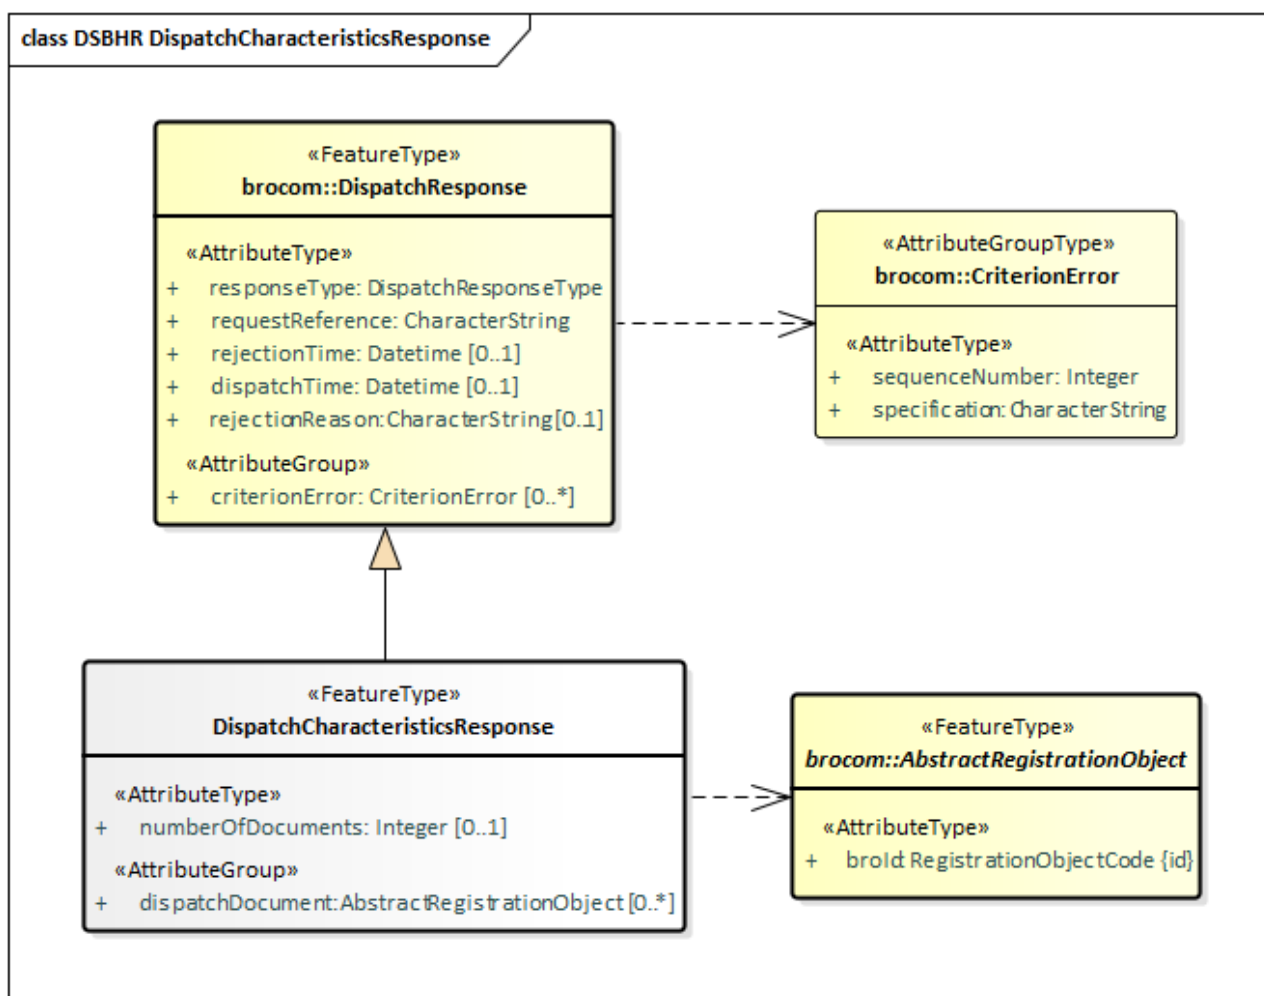 class DSBHR DispatchCharacteristicsResponse
«FeatureType»
brocom::DispatchResponse
«AttributeType»
+ responseType: DispatchResponseType
+ requestReference: CharacterString
+ rejectionTime: Datetime [0..1]
+ dispatchTime: Datetime [0..1]
+ rejectionReason:CharacterString[0.1]
«AttributeGroup»
+ criterionError: CriterionError [0..*]
«AttributeGroupType»
brocom::CriterionError
«AttributeType»
+ sequenceNumber: Integer
+ specification:CharacterString
«FeatureType»
DispatchCharacteristicsResponse
«AttributeType»
+ numberOfDocuments: Integer [0..1]
«AttributeGroup»
+ dispatchDocument:AbstractRegistrationObject [0..*]
«FeatureType»
brocom::AbstractRegistrationObject
«AttributeType»
+ broId: RegistrationObjectCode {id}